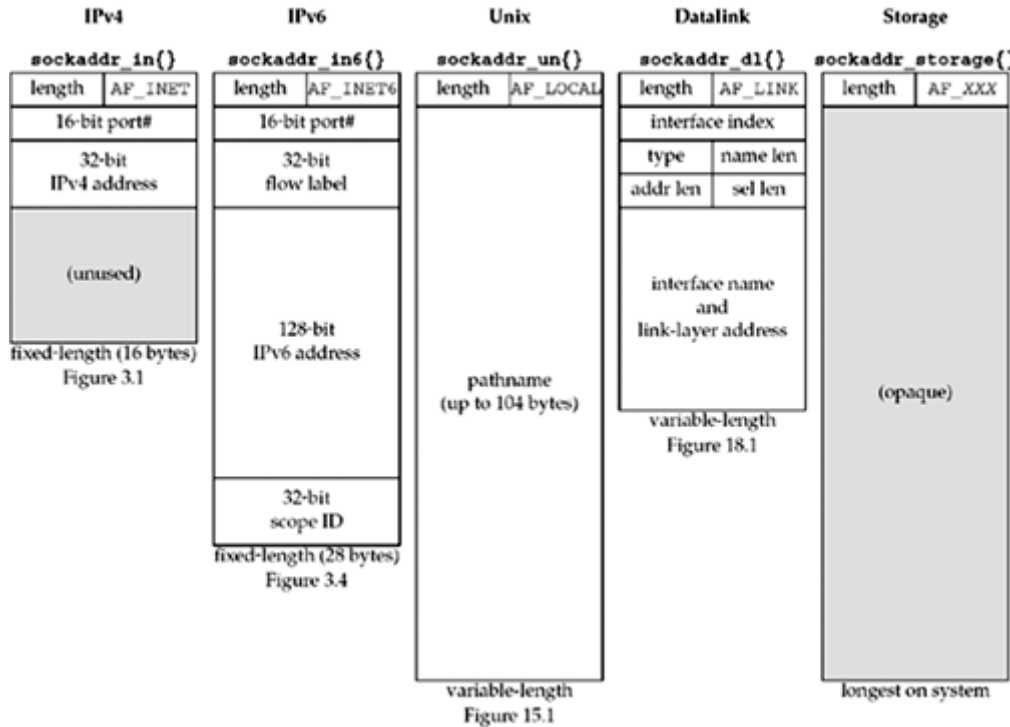 IPv4
sockaddr_in{}
length AF_INET
16-bit port#
32-bit
IPv4 address
(unused)
fixed-length (16 bytes)
Figure 3.1
IPv6
sockaddr_in6{}
length AF_INET6
16-bit port#
32-bit
flow label
128-bit
IPv6 address
32-bit
scope ID
fixed-length (28 bytes)
Figure 3.4
Unix
sockaddr_un{}
length AF_LOCAL
pathname
(up to 104 bytes)
variable-length
Figure 15.1
Datalink
sockaddr_dl{}
length AF_LINK
interface index
type name len
addr len sel len
interface name
and
link-layer address
variable-length
Figure 18.1
Storage
sockaddr_storage{}
length AF_XXX
(opaque)
longest on system